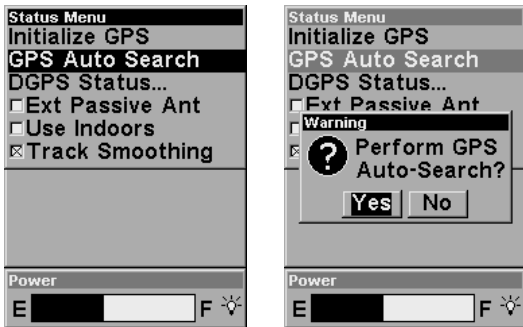 Status Menu
Initialize GPS
GPS Auto Search
DGPS Status...
Ext Passive Ant
Use Indoors
Track Smoothing
Power
E F
Status Menu
Initialize GPS
GPS Auto Search
DGPS Status...
Ext Passive Ant
Warning
? Perform GPS
Auto-Search?
Yes No
Power
E F